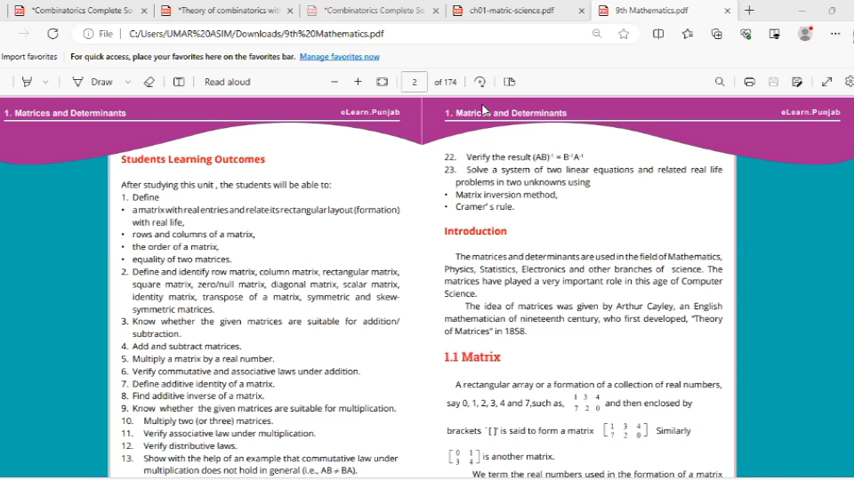 *Combinatorics Complete So
*Theory of combinatorics wit
*Combinatorics Complete So
ch01-matric-science.pdf
9th Mathematics.pdf
File
C:/Users/UMAR%20ASIM/Downloads/9th%20Mathematics.pdf
Import favorites
For quick access, place your favorites here on the favorites bar. Manage favorites now
Draw
Read aloud
2 of 174
1. Matrices and Determinants
eLearn.Punjab
Students Learning Outcomes
After studying this unit , the students will be able to:
1. Define
• a matrix with real entries and relate its rectangular layout (formation)
with real life,
• rows and columns of a matrix,
• the order of a matrix,
• equality of two matrices.
2. Define and identify row matrix, column matrix, rectangular matrix,
square matrix, zero/null matrix, diagonal matrix, scalar matrix,
identity matrix, transpose of a matrix, symmetric and skew-
symmetric matrices.
3. Know whether the given matrices are suitable for addition/
subtraction.
4. Add and subtract matrices.
5. Multiply a matrix by a real number.
6. Verify commutative and associative laws under addition.
7. Define additive identity of a matrix.
8. Find additive inverse of a matrix.
9. Know whether the given matrices are suitable for multiplication.
10. Multiply two (or three) matrices.
11. Verify associative law under multiplication.
12. Verify distributive laws.
13. Show with the help of an example that commutative law under
multiplication does not hold in general (i.e., AB ≠ BA).
1. Matrices and Determinants
eLearn.Punjab
22. Verify the result (AB)⁻¹ = B⁻¹A⁻¹
23. Solve a system of two linear equations and related real life
problems in two unknowns using
• Matrix inversion method,
• Cramer' s rule.
Introduction
The matrices and determinants are used in the field of Mathematics,
Physics, Statistics, Electronics and other branches of science. The
matrices have played a very important role in this age of Computer
Science.
The idea of matrices was given by Arthur Cayley, an English
mathematician of nineteenth century, who first developed, "Theory
of Matrices" in 1858.
1.1 Matrix
A rectangular array or a formation of a collection of real numbers,
1 3 4
say 0, 1, 2, 3, 4 and 7,such as, and then enclosed by
7 2 0
brackets `[ ]' is said to form a matrix [1 3 4 Similarly
7 2 0]
[0 1
3 4] is another matrix.
We term the real numbers used in the formation of a matrix